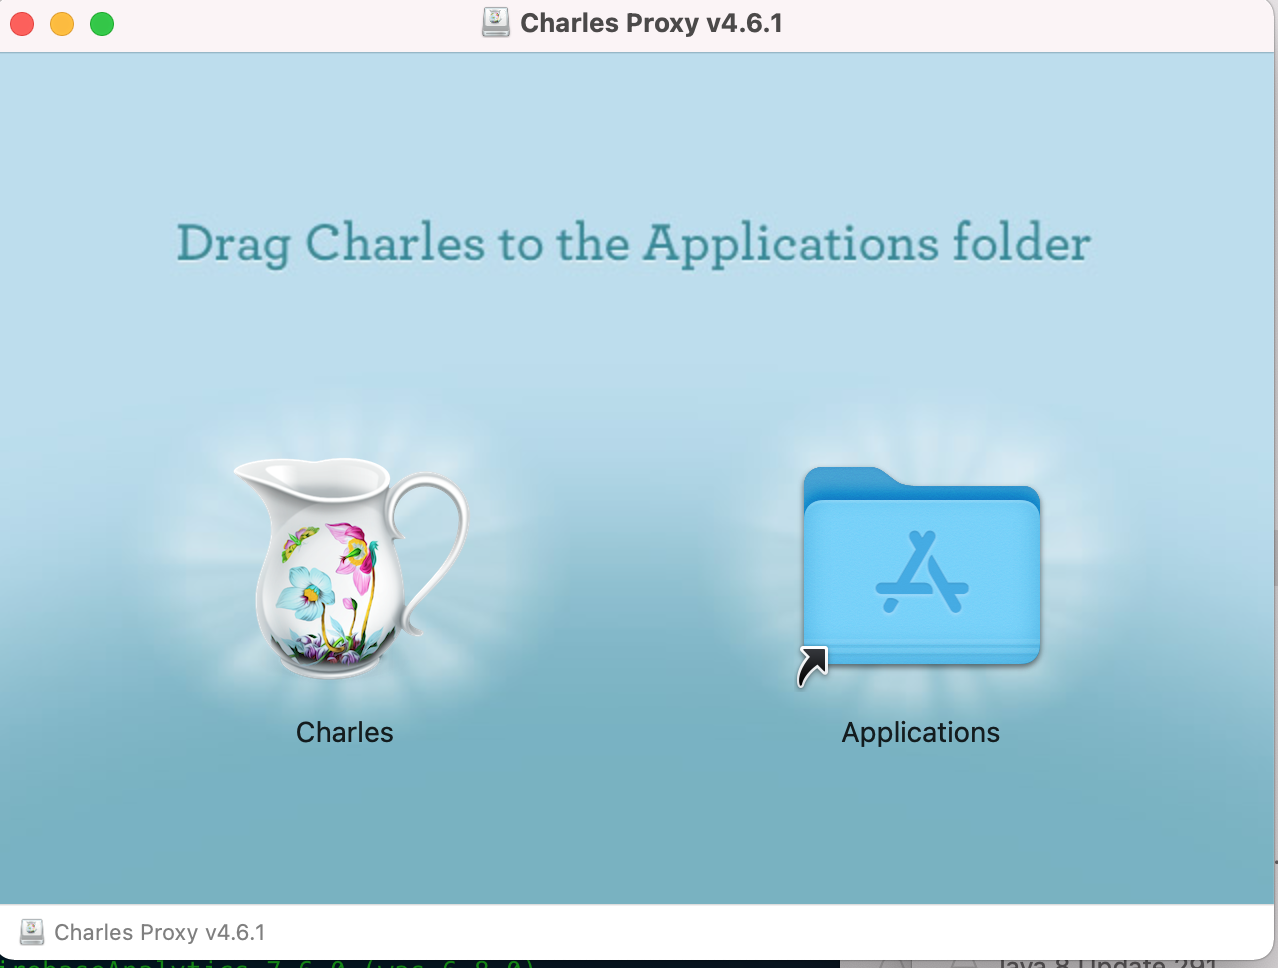 Charles Proxy v4.6.1
Drag Charles to the Applications folder
Charles
Applications
Charles Proxy v4.6.1
Java 8 Update 291